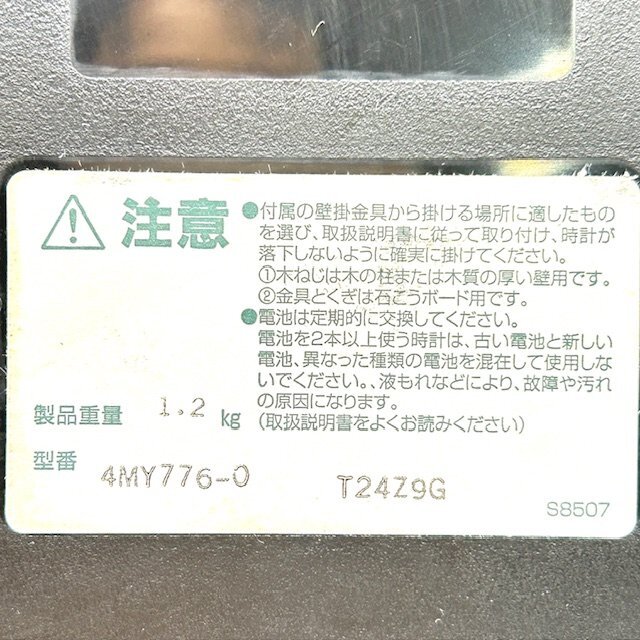 注意
●付属の壁掛金具から掛ける場所に適したもの
を選び、取扱説明書に従って取り付け、時計が
落下しないように確実に掛けてください。
①木ねじは木の柱または木質の厚い壁用です。
②金具とくぎは石こうボード用です。
●電池は定期的に交換してください。
電池を2本以上使う時計は、古い電池と新しい
電池、異なった種類の電池を混在して使用しな
いでください。、液もれなどにより、故障や汚れ
の原因になります。
(取扱説明書をよくお読みください)
製品重量 1.2 kg
型番 4MY776-0 T24Z9G
S8507